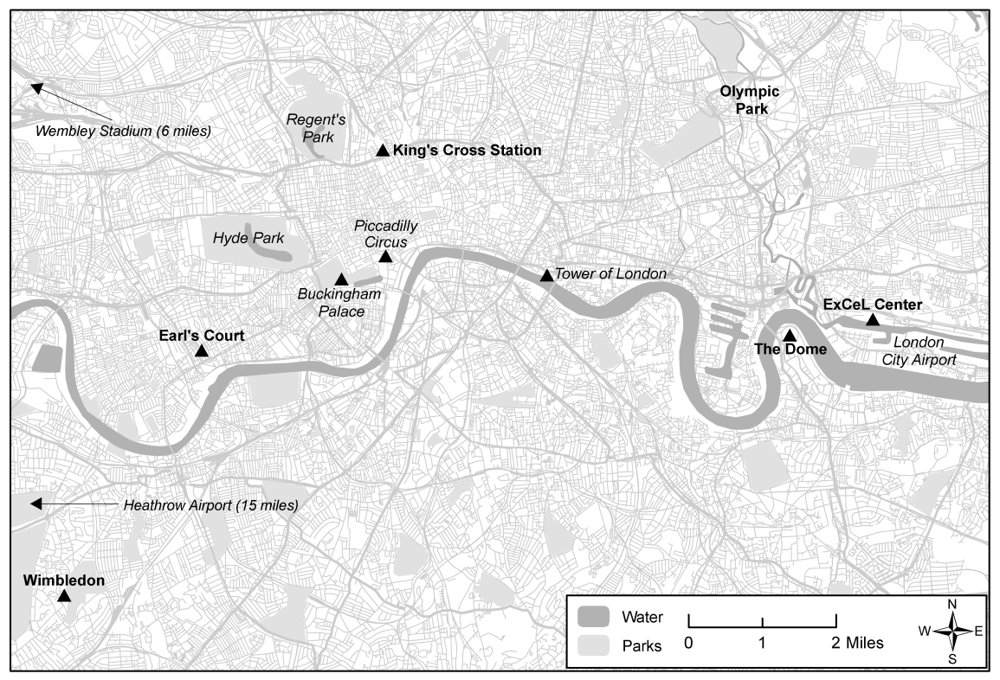 Olympic
Park
Regent's
Park
Wembley Stadium (6 miles)
King's Cross Station
Piccadilly
Circus
Hyde Park
Tower of London
Buckingham
Palace
ExCeL Center
Earl's Court
The Dome
London
City Airport
Heathrow Airport (15 miles)
Wimbledon
Water
Parks
0 1 2 Miles
N
W E
S